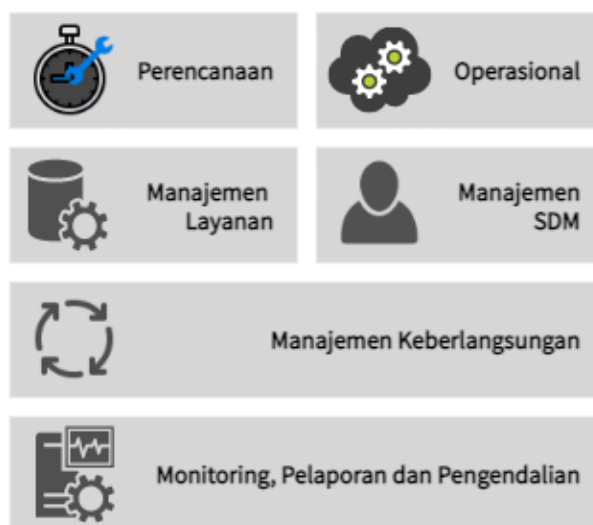 Perencanaan
Operasional
Manajemen
Layanan
Manajemen
SDM
Manajemen Keberlangsungan
Monitoring, Pelaporan dan Pengendalian